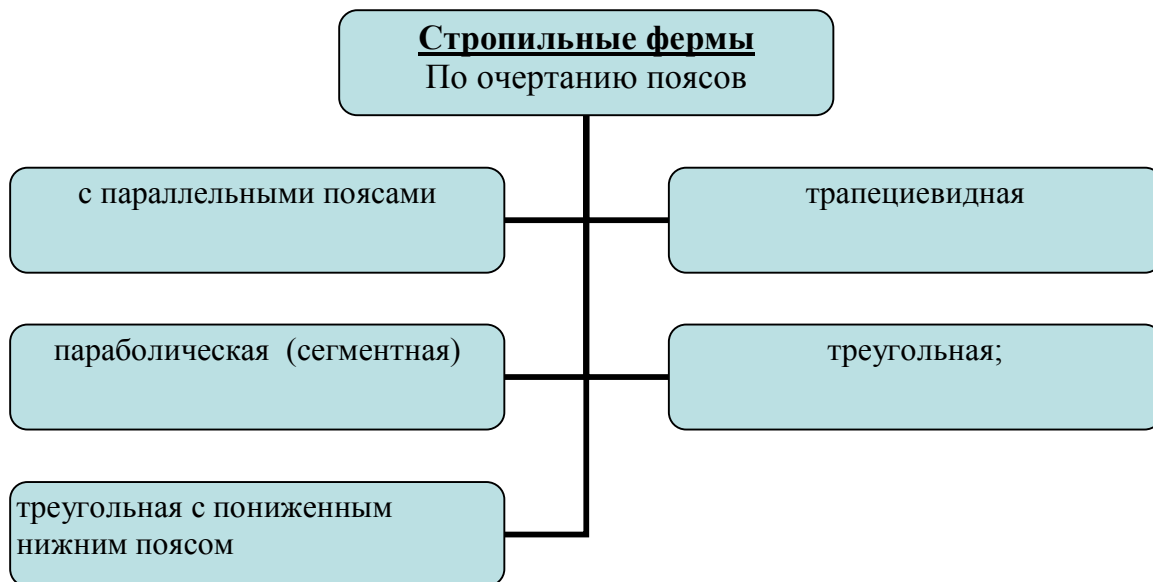 Стропильные фермы
По очертанию поясов
с параллельными поясами
трапециевидная
параболическая (сегментная)
треугольная;
треугольная с пониженным
нижним поясом